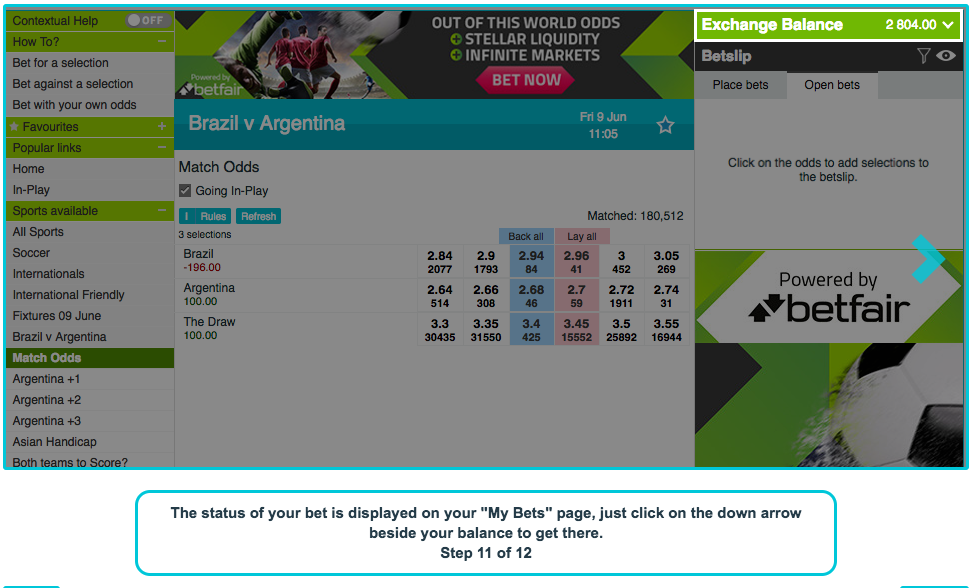 Contextual Help OFF
How To?
Bet for a selection
Bet against a selection
Bet with your own odds
Favourites
Popular links
Home
In-Play
Sports available
All Sports
Soccer
Internationals
International Friendly
Fixtures 09 June
Brazil v Argentina
Match Odds
Argentina +1
Argentina +2
Argentina +3
Asian Handicap
Both teams to Score?
Powered by
betfair
OUT OF THIS WORLD ODDS
STELLAR LIQUIDITY
INFINITE MARKETS
BET NOW
Brazil v Argentina
Fri 9 Jun
11:05
Match Odds
Going In-Play
i Rules Refresh
Matched: 180,512
3 selections
Back all Lay all
Brazil 2.84 2.9 2.94 2.96 3 3.05
-196.00 2077 1793 84 41 452 269
Argentina 2.64 2.66 2.68 2.7 2.72 2.74
100.00 514 308 46 59 1911 31
The Draw 3.3 3.35 3.4 3.45 3.5 3.55
100.00 30435 31550 425 15552 25892 16944
Exchange Balance 2 804.00
Betslip
Place bets Open bets
Click on the odds to add selections to
the betslip.
Powered by
betfair
The status of your bet is displayed on your "My Bets" page, just click on the down arrow
beside your balance to get there.
Step 11 of 12